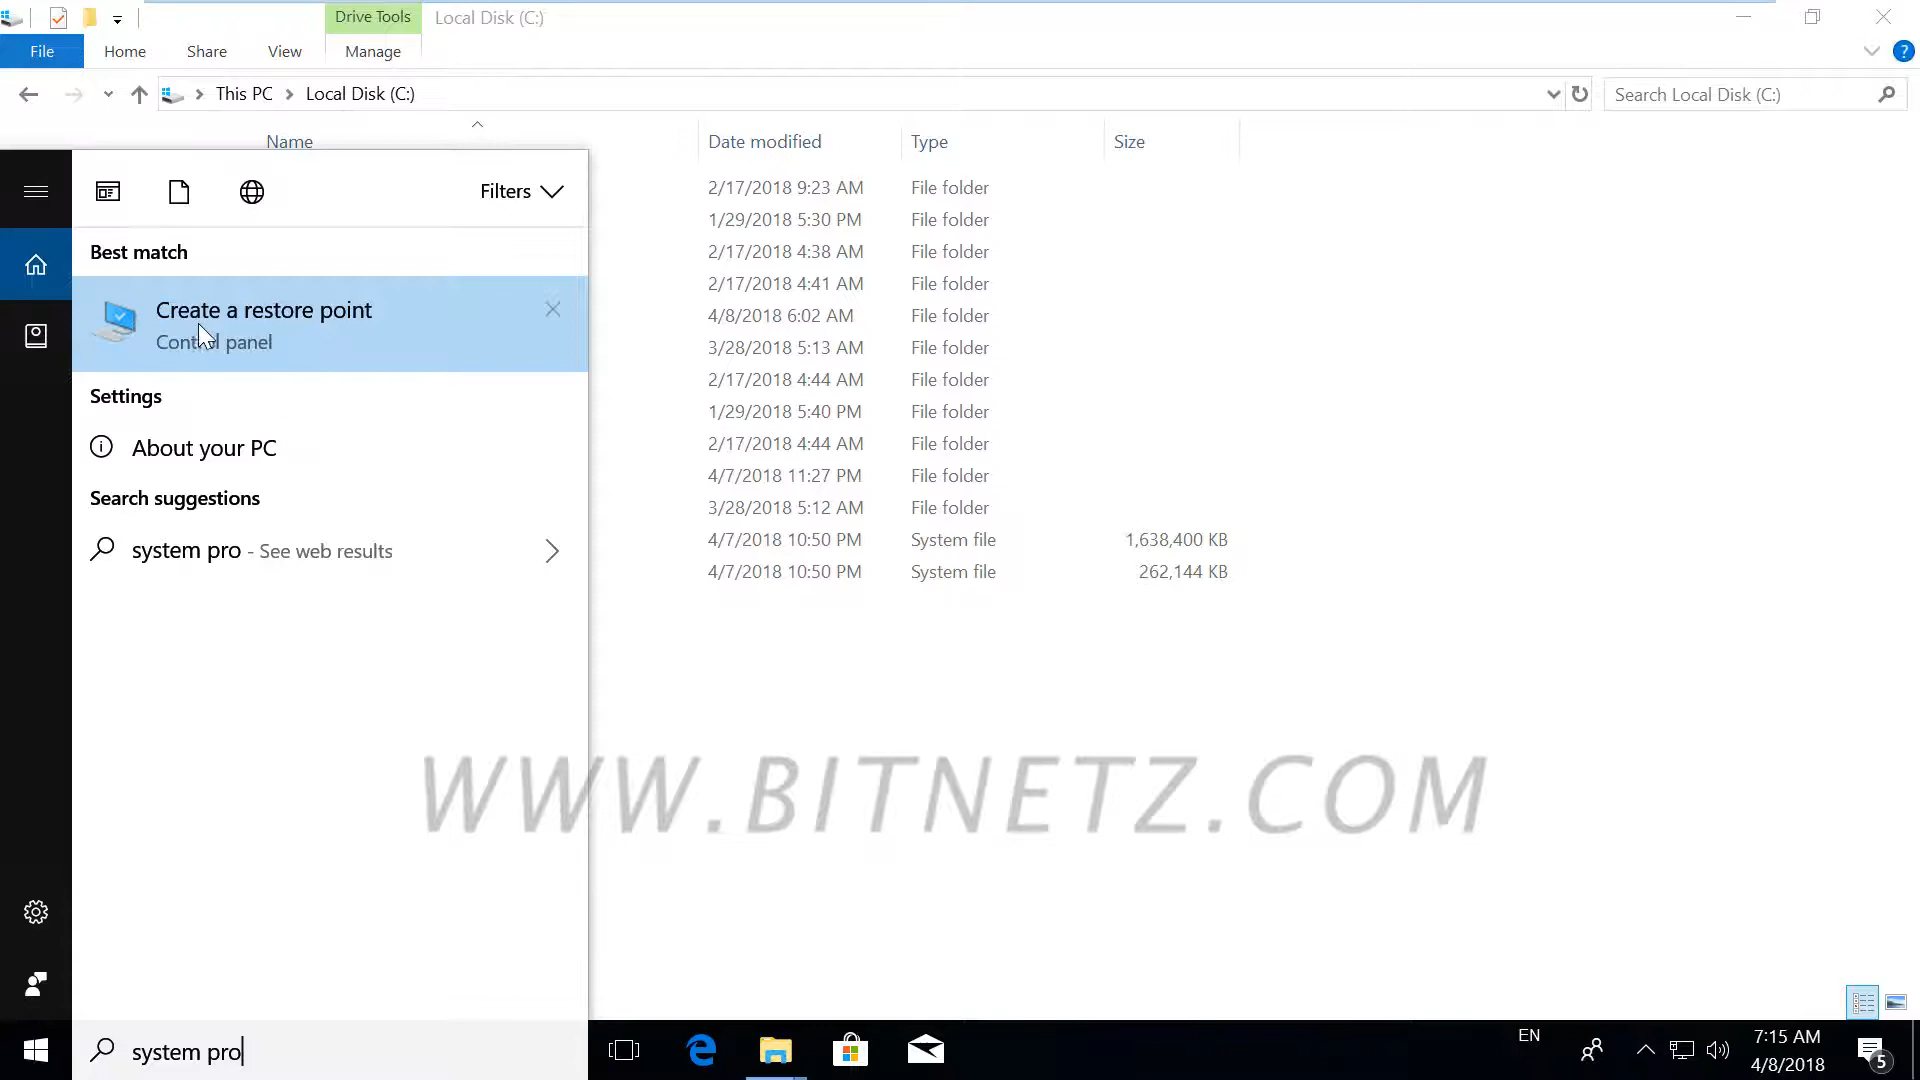 Drive Tools
Local Disk (C:)
File
Home
Share
View
Manage
?
This PC
Local Disk (C:)
Search Local Disk (C:)
Name
Date modified
Type
Size
2/17/2018 9:23 AM
File folder
1/29/2018 5:30 PM
File folder
2/17/2018 4:38 AM
File folder
2/17/2018 4:41 AM
File folder
4/8/2018 6:02 AM
File folder
3/28/2018 5:13 AM
File folder
2/17/2018 4:44 AM
File folder
1/29/2018 5:40 PM
File folder
2/17/2018 4:44 AM
File folder
4/7/2018 11:27 PM
File folder
3/28/2018 5:12 AM
File folder
4/7/2018 10:50 PM
System file
1,638,400 KB
4/7/2018 10:50 PM
System file
262,144 KB
Filters
Best match
Create a restore point
Control panel
Settings
About your PC
Search suggestions
system pro - See web results
WWW.BITNETZ.COM
system pro
EN
7:15 AM
4/8/2018
5